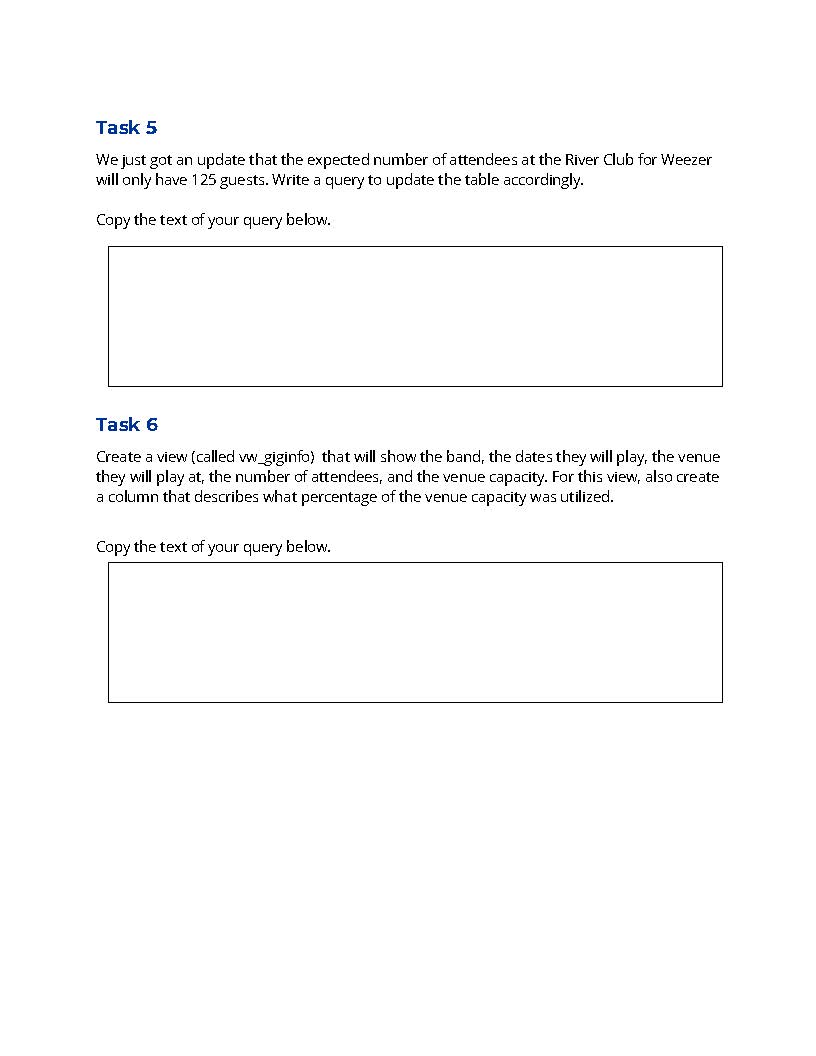 Task 5
We just got an update that the expected number of attendees at the River Club for Weezer
will only have 125 guests. Write a query to update the table accordingly.
Copy the text of your query below.
Task 6
Create a view (called vw_giginfo)  that will show the band, the dates they will play, the venue
they will play at, the number of attendees, and the venue capacity. For this view, also create
a column that describes what percentage of the venue capacity was utilized.
Copy the text of your query below.